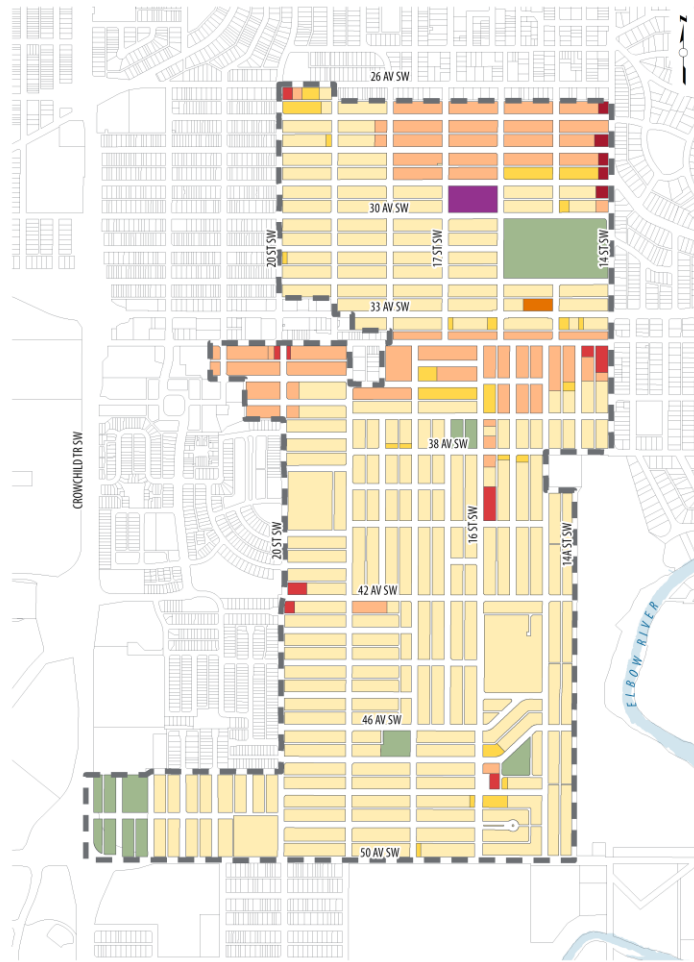 N
26 AV SW
30 AV SW
20 ST SW
17 ST SW
14 ST SW
33 AV SW
38 AV SW
CROWCHILD TR SW
20 ST SW
16 ST SW
14A ST SW
42 AV SW
ELBOW RIVER
46 AV SW
50 AV SW